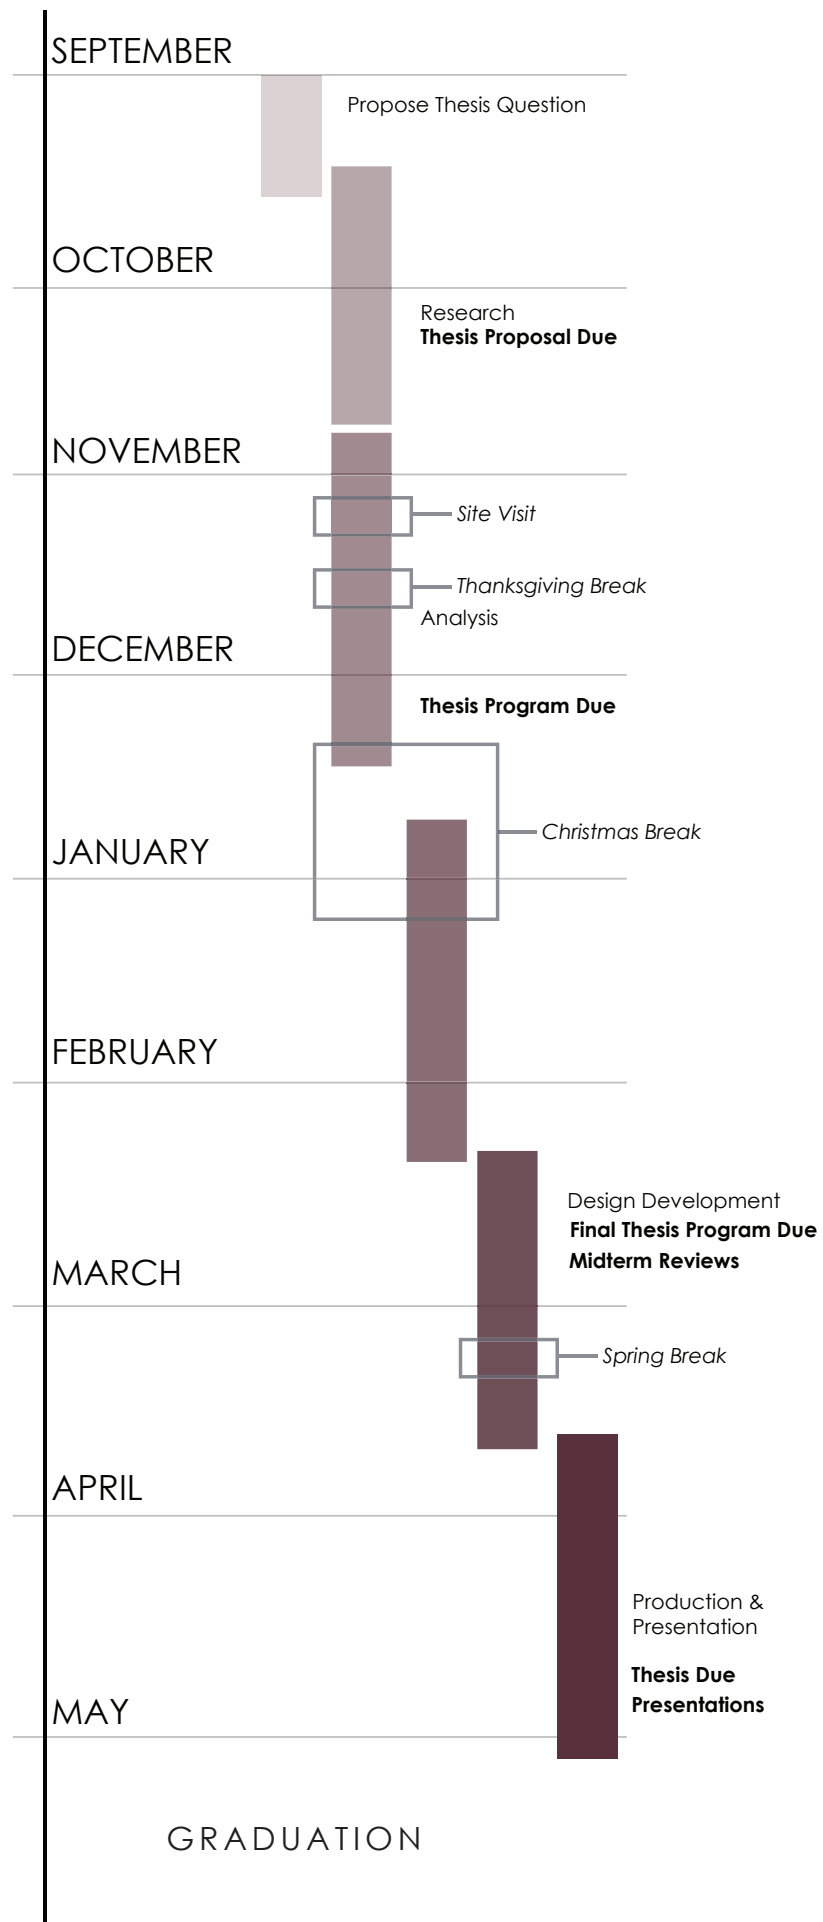 SEPTEMBER
Propose Thesis Question
OCTOBER
Research
Thesis Proposal Due
NOVEMBER
Site Visit
Thanksgiving Break
Analysis
DECEMBER
Thesis Program Due
Christmas Break
JANUARY
FEBRUARY
Design Development
Final Thesis Program Due
Midterm Reviews
MARCH
Spring Break
APRIL
Production &
Presentation
Thesis Due
Presentations
MAY
GRADUATION